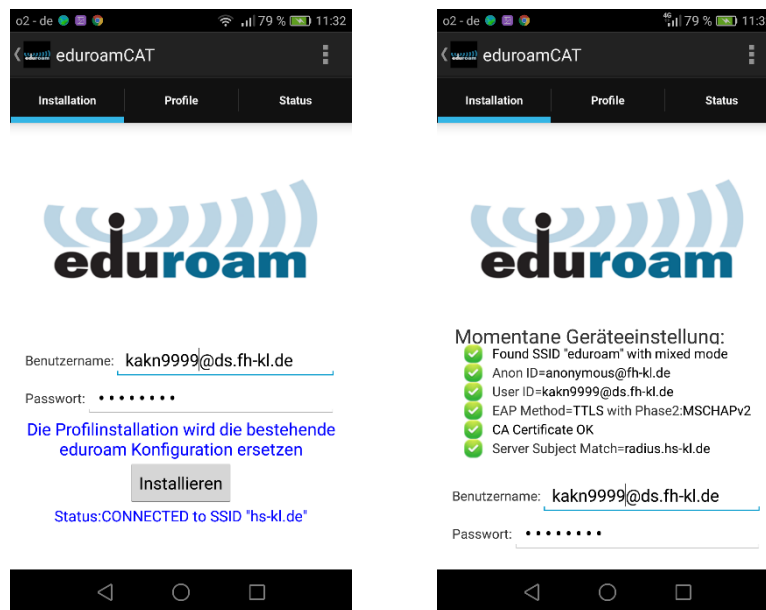 o2 - de 79 % 11:32
eduroamCAT
Installation Profile Status
eduroam
Benutzername: kakn9999@ds.fh-kl.de
Passwort: ••••••••
Die Profilinstallation wird die bestehende
eduroam Konfiguration ersetzen
Installieren
Status:CONNECTED to SSID "hs-kl.de"
o2 - de 4G 79 % 11:3
eduroamCAT
Installation Profile Status
eduroam
Momentane Geräteeinstellung:
Found SSID "eduroam" with mixed mode
Anon ID=anonymous@fh-kl.de
User ID=kakn9999@ds.fh-kl.de
EAP Method=TTLS with Phase2:MSCHAPv2
CA Certificate OK
Server Subject Match=radius.hs-kl.de
Benutzername: kakn9999@ds.fh-kl.de
Passwort: ••••••••